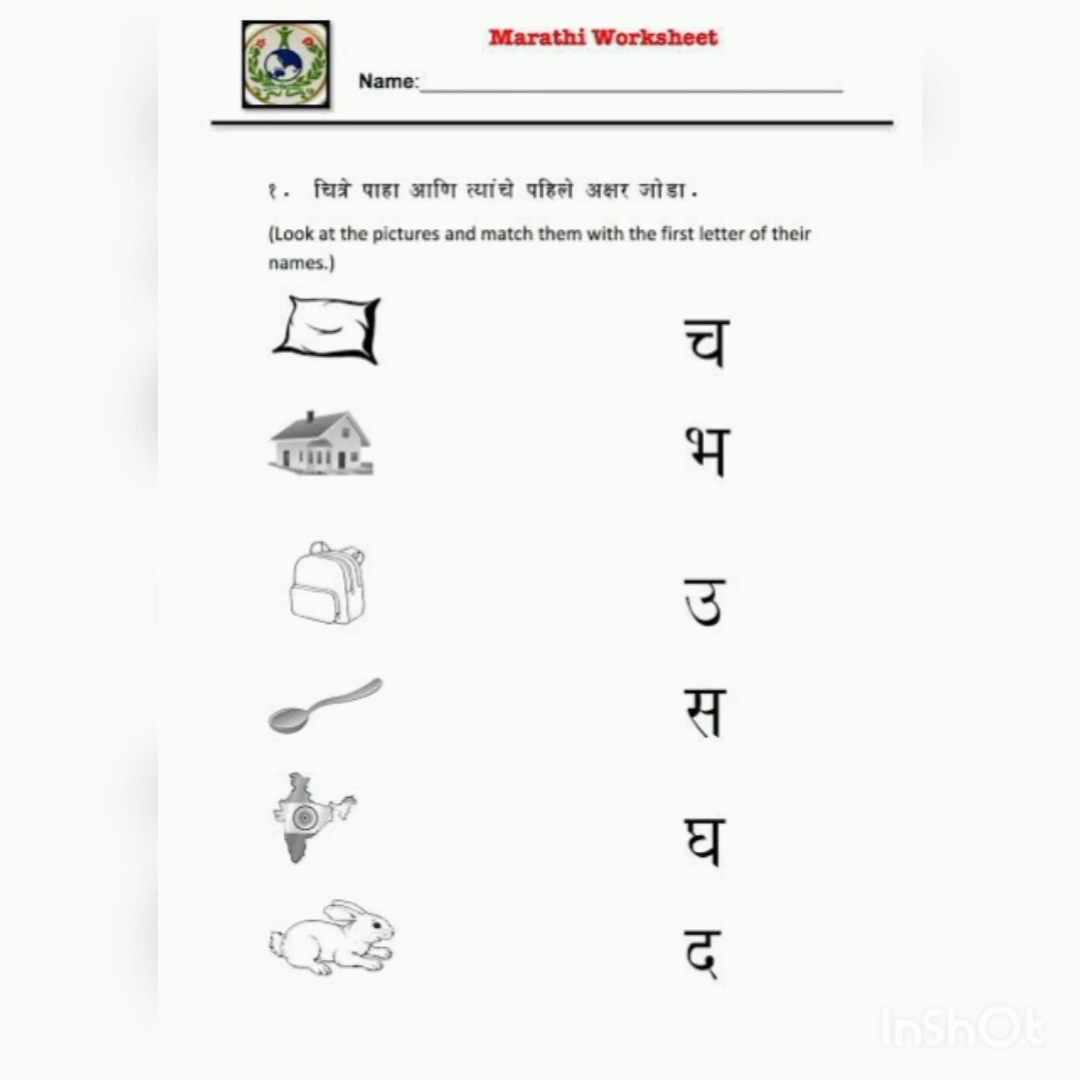 Marathi Worksheet
Name:
१. चित्रे पाहा आणि त्यांचे पहिले अक्षर जोडा.
(Look at the pictures and match them with the first letter of their
names.)
च
भ
उ
स
घ
द
InShOt